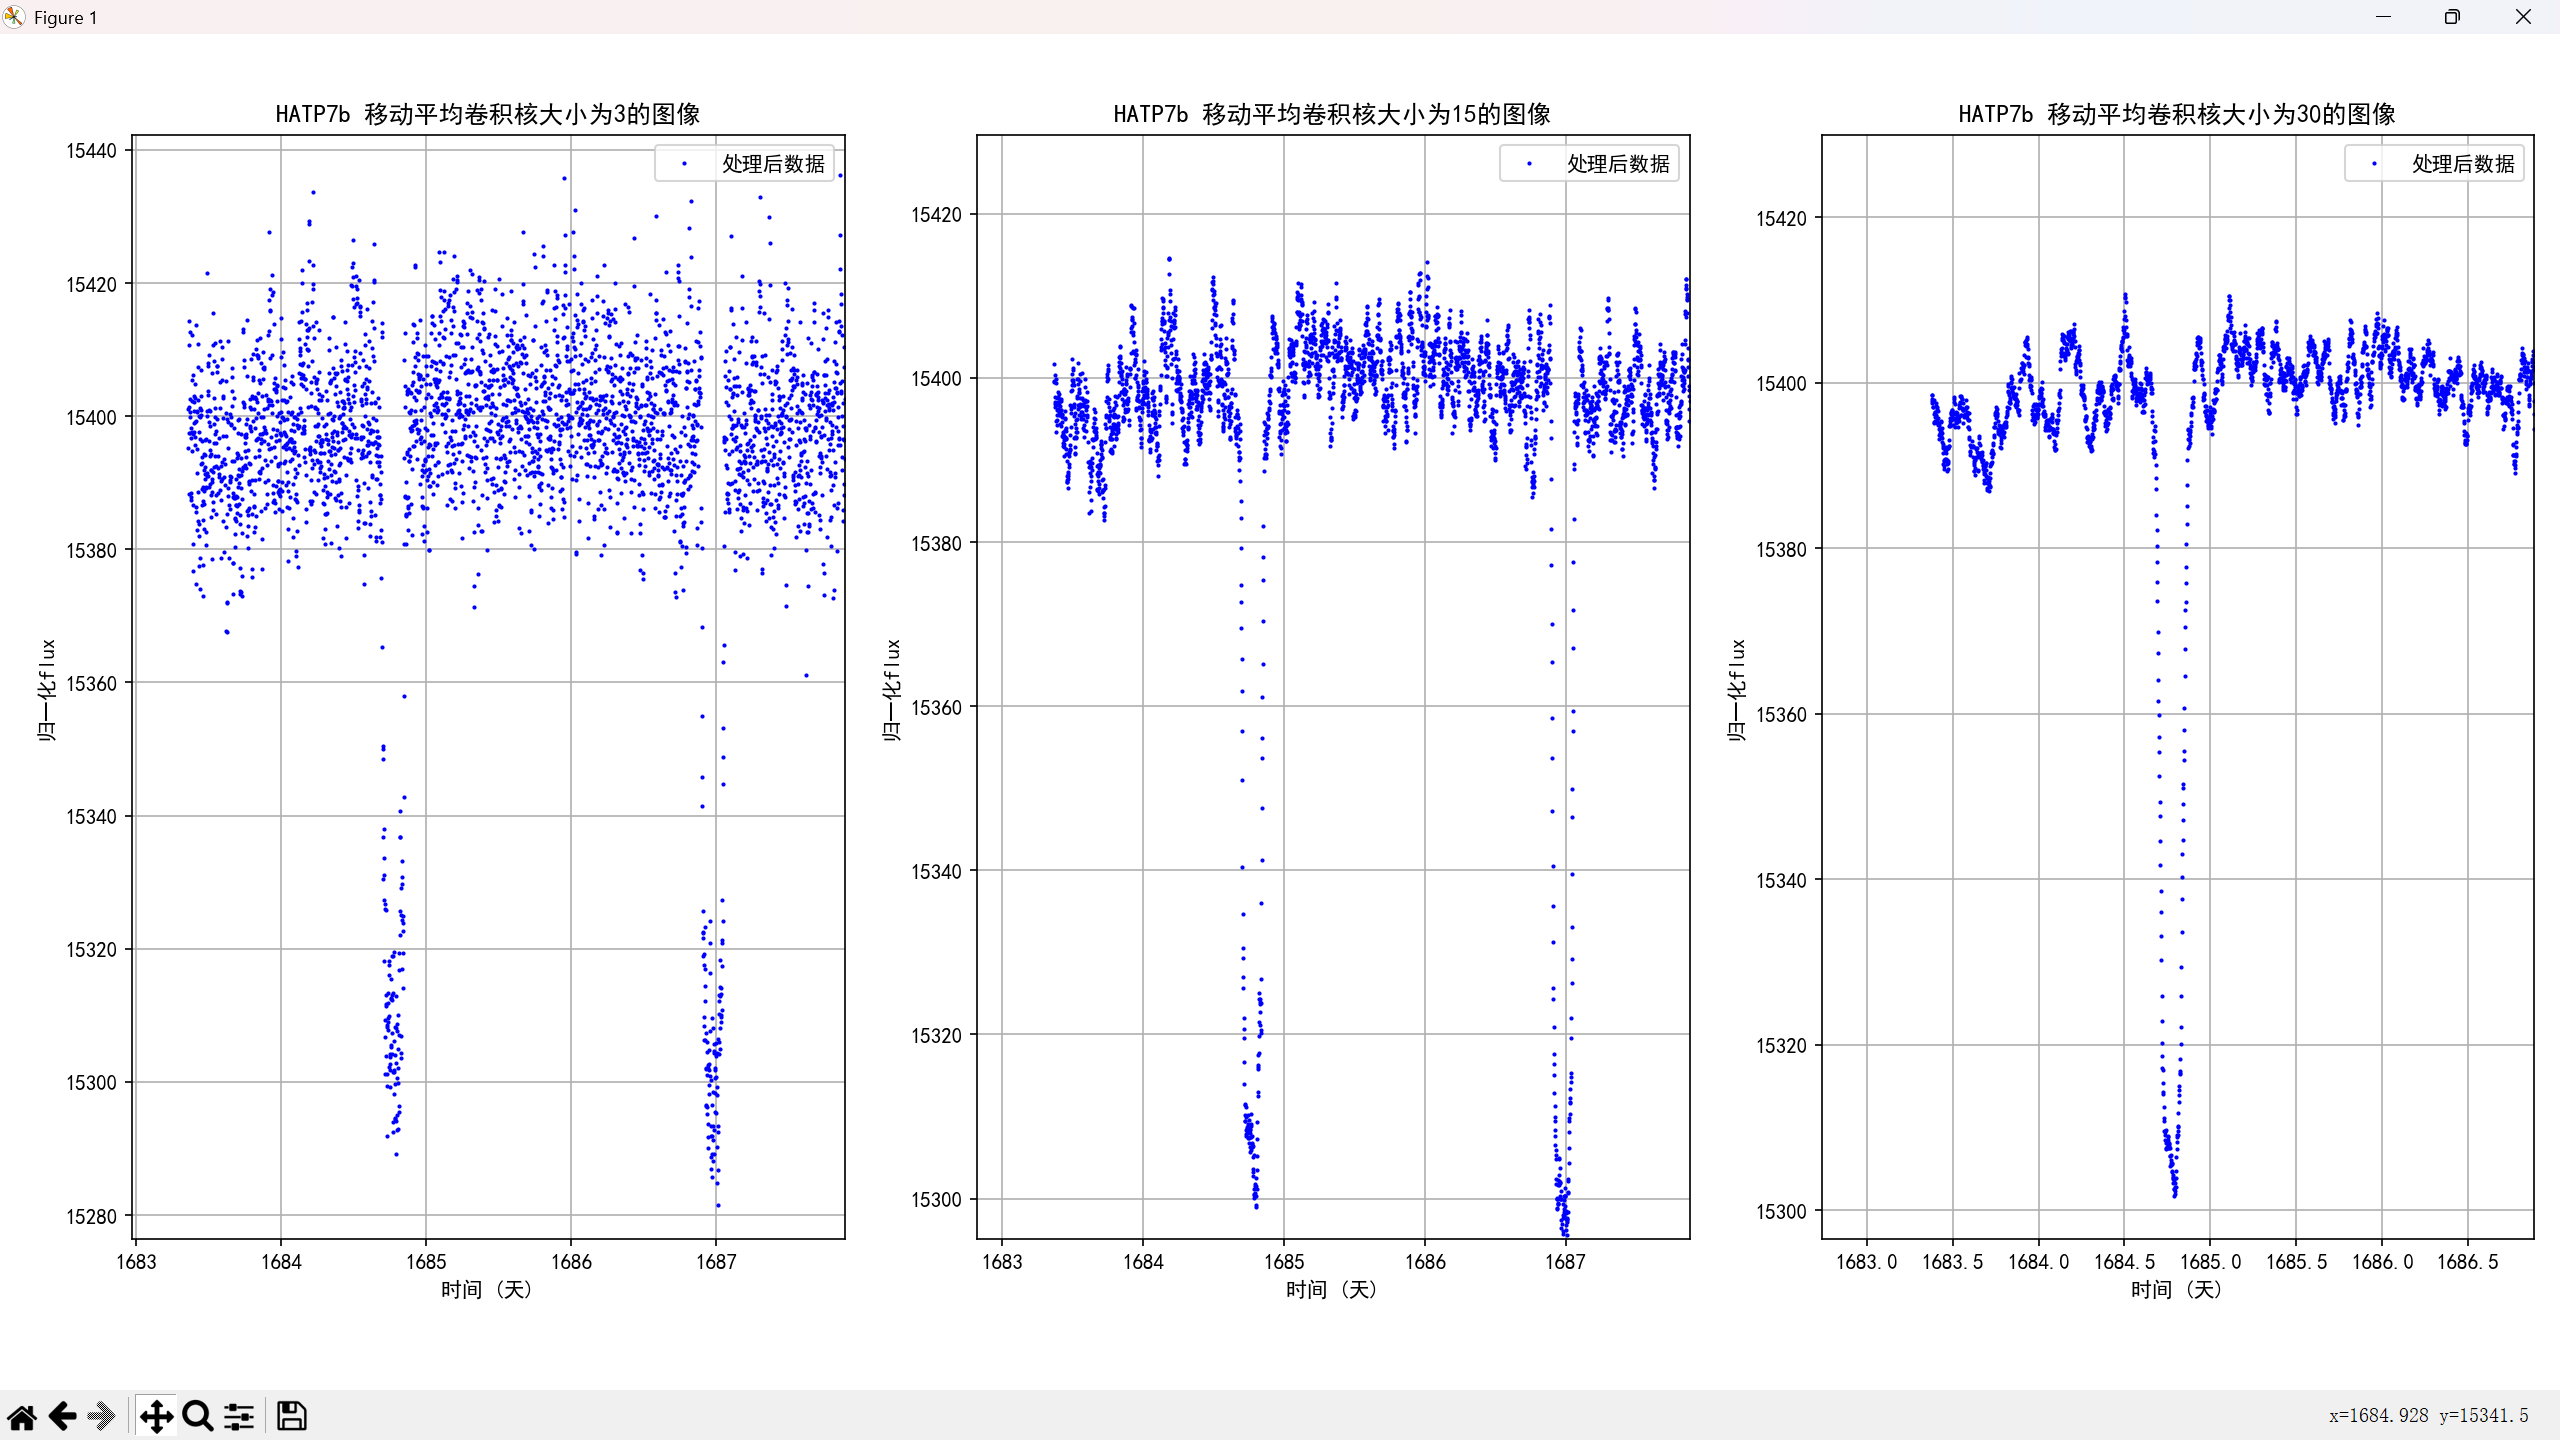 Figure 1
HATP7b 移动平均卷积核大小为3的图像
处理后数据
归一化flux
15440
15420
15400
15380
15360
15340
15320
15300
15280
1683 1684 1685 1686 1687
时间 (天)
HATP7b 移动平均卷积核大小为15的图像
处理后数据
归一化flux
15420
15400
15380
15360
15340
15320
15300
1683 1684 1685 1686 1687
时间 (天)
HATP7b 移动平均卷积核大小为30的图像
处理后数据
归一化flux
15420
15400
15380
15360
15340
15320
15300
1683.0 1683.5 1684.0 1684.5 1685.0 1685.5 1686.0 1686.5
时间 (天)
x=1684.928 y=15341.5